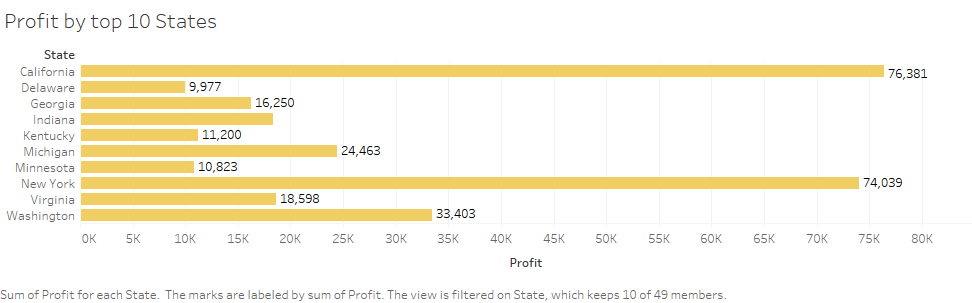 Profit by top 10 States
State
California 76,381
Delaware 9,977
Georgia 16,250
Indiana
Kentucky 11,200
Michigan 24,463
Minnesota 10,823
New York 74,039
Virginia 18,598
Washington 33,403
0K 5K 10K 15K 20K 25K 30K 35K 40K 45K 50K 55K 60K 65K 70K 75K 80K
Profit
Sum of Profit for each State. The marks are labeled by sum of Profit. The view is filtered on State, which keeps 10 of 49 members.